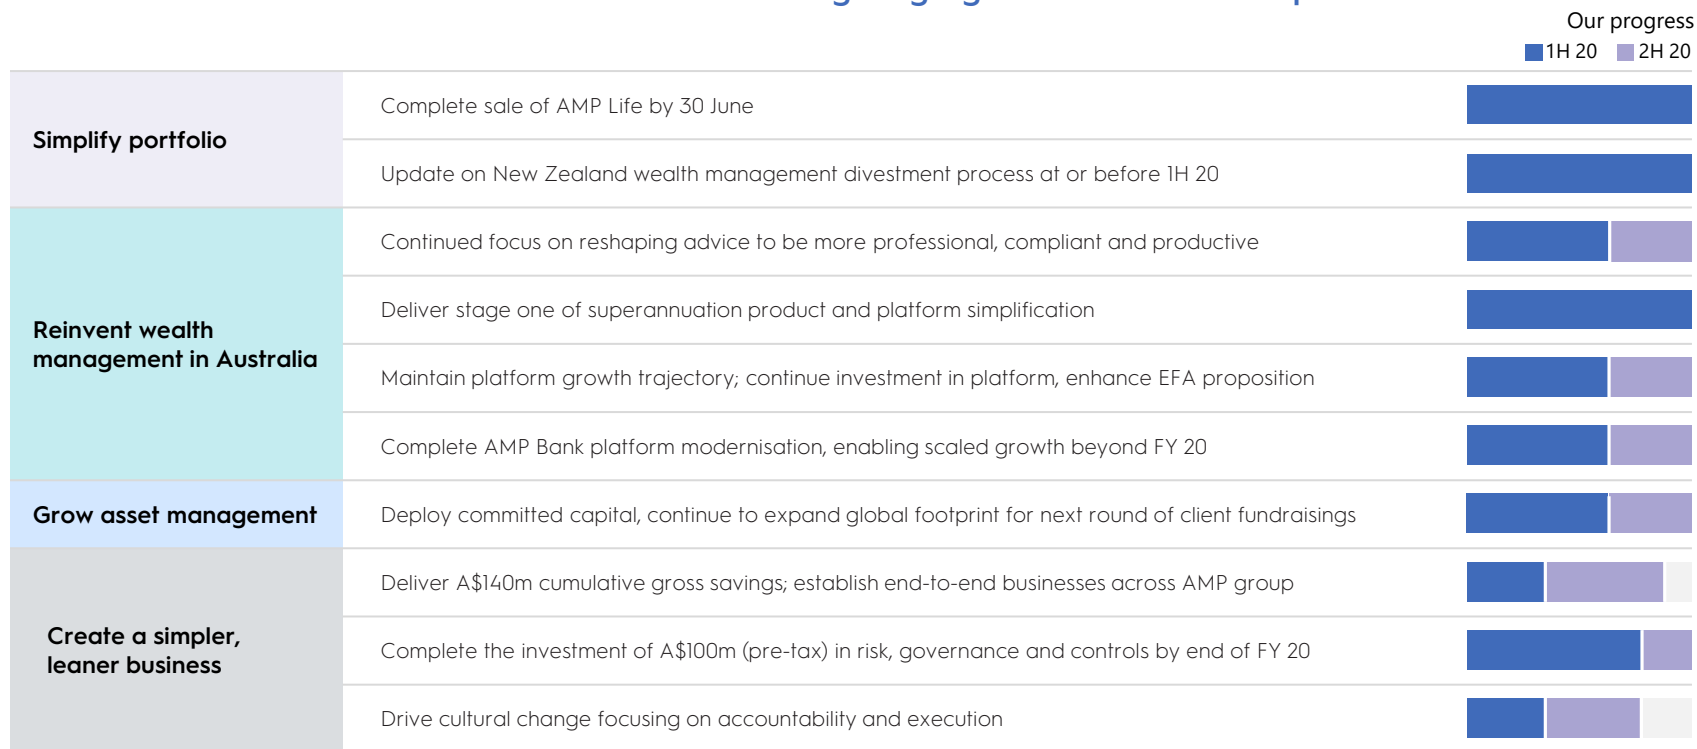 Our progress
1H 20 2H 20
Simplify portfolio
Complete sale of AMP Life by 30 June
Update on New Zealand wealth management divestment process at or before 1H 20
Reinvent wealth
management in Australia
Continued focus on reshaping advice to be more professional, compliant and productive
Deliver stage one of superannuation product and platform simplification
Maintain platform growth trajectory; continue investment in platform, enhance EFA proposition
Complete AMP Bank platform modernisation, enabling scaled growth beyond FY 20
Grow asset management
Deploy committed capital, continue to expand global footprint for next round of client fundraisings
Create a simpler,
leaner business
Deliver A$140m cumulative gross savings; establish end-to-end businesses across AMP group
Complete the investment of A$100m (pre-tax) in risk, governance and controls by end of FY 20
Drive cultural change focusing on accountability and execution